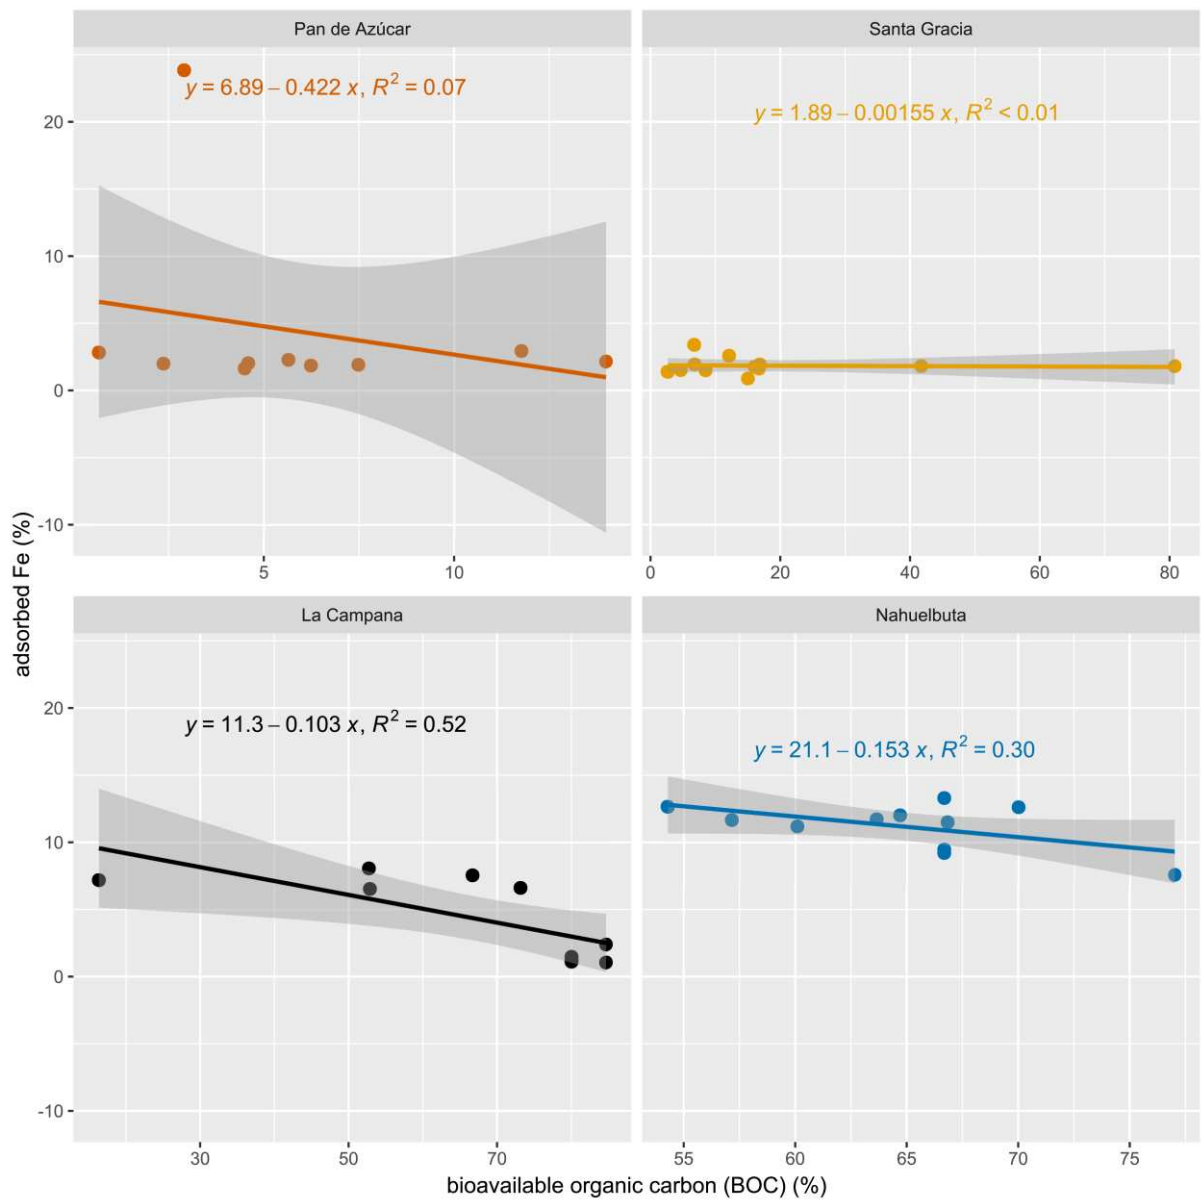 Pan de Azúcar
Santa Gracia
y = 6.89 – 0.422 x, R² = 0.07
y = 1.89 – 0.00155 x, R² < 0.01
20
10
0
-10
5
10
0
20
40
60
80
La Campana
Nahuelbuta
adsorbed Fe (%)
y = 11.3 – 0.103 x, R² = 0.52
y = 21.1 – 0.153 x, R² = 0.30
20
10
0
-10
30
50
70
55
60
65
70
75
bioavailable organic carbon (BOC) (%)